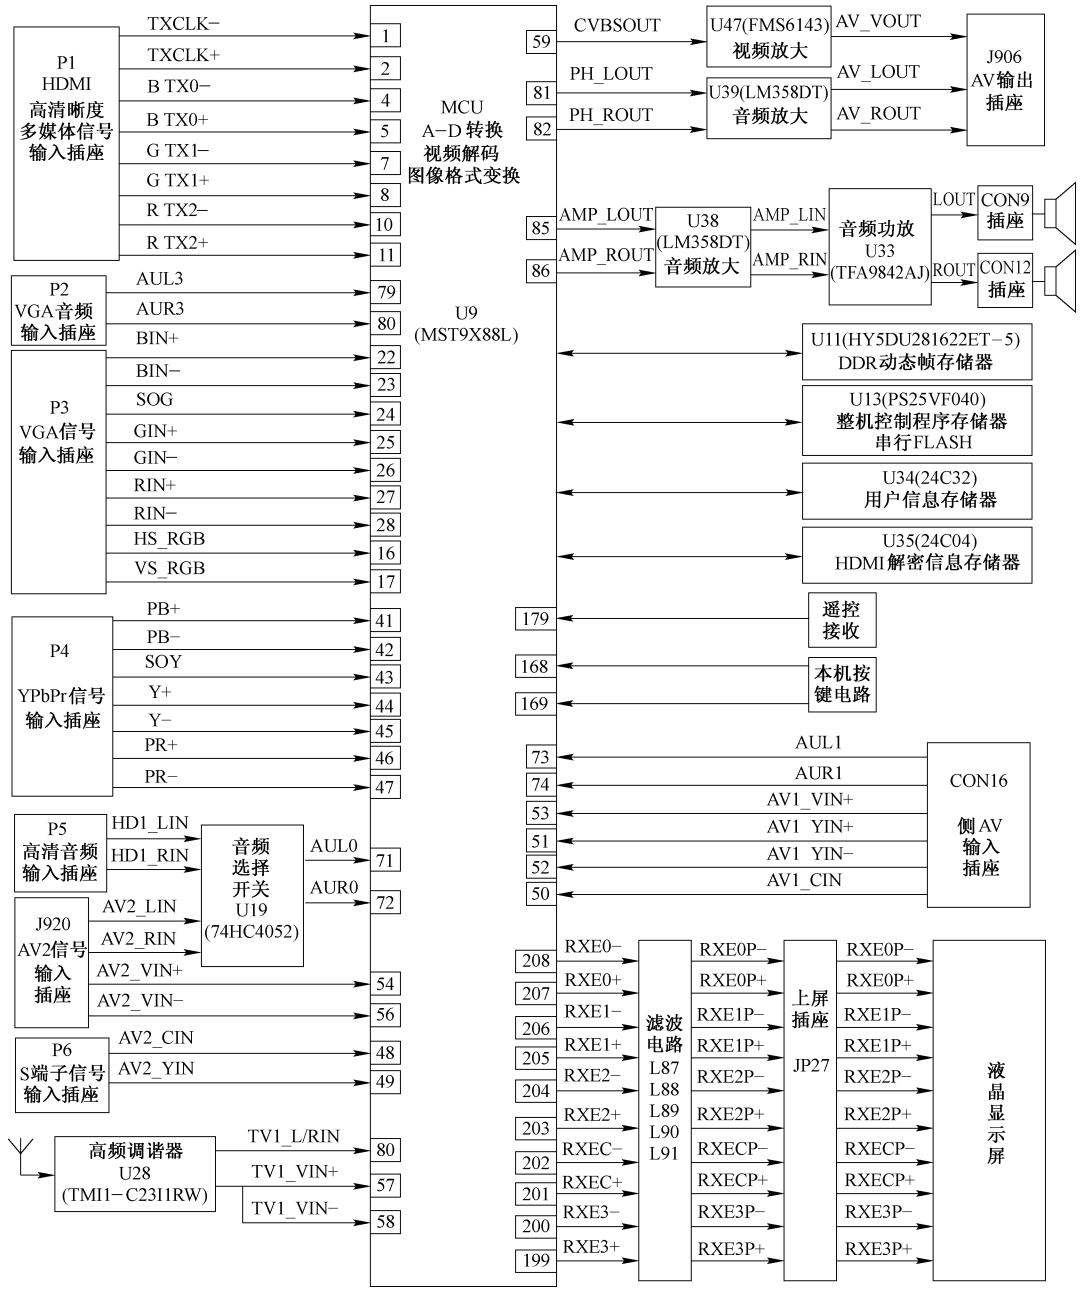 P1
HDMI
高清晰度
多媒体信号
输入插座
TXCLK−
1
TXCLK+
2
B TX0−
4
B TX0+
5
G TX1−
7
G TX1+
8
R TX2−
10
R TX2+
11
P2
VGA音频
输入插座
AUL3
79
AUR3
80
P3
VGA信号
输入插座
BIN+
22
BIN−
23
SOG
24
GIN+
25
GIN−
26
RIN+
27
RIN−
28
HS_RGB
16
VS_RGB
17
P4
YPbPr信号
输入插座
PB+
41
PB−
42
SOY
43
Y+
44
Y−
45
PR+
46
PR−
47
P5
高清音频
输入插座
HD1_LIN
HD1_RIN
J920
AV2信号
输入
插座
AV2_LIN
AV2_RIN
AV2_VIN+
54
AV2_VIN−
56
音频
选择
开关
U19
(74HC4052)
AUL0
71
AUR0
72
P6
S端子信号
输入插座
AV2_CIN
48
AV2_YIN
49
高频调谐器
U28
(TMI1−C23I1RW)
TV1_L/RIN
80
TV1_VIN+
57
TV1_VIN−
58
MCU
A−D转换
视频解码
图像格式变换
U9
(MST9X88L)
59
CVBSOUT
U47(FMS6143)
视频放大
AV_VOUT
81
PH_LOUT
82
PH_ROUT
U39(LM358DT)
音频放大
AV_LOUT
AV_ROUT
J906
AV输出
插座
85
AMP_LOUT
86
AMP_ROUT
U38
(LM358DT)
音频放大
AMP_LIN
AMP_RIN
音频功放
U33
(TFA9842AJ)
LOUT
CON9
插座
ROUT
CON12
插座
U11(HY5DU281622ET−5)
DDR动态帧存储器
U13(PS25VF040)
整机控制程序存储器
串行FLASH
U34(24C32)
用户信息存储器
U35(24C04)
HDMI解密信息存储器
179
遥控
接收
168
169
本机按
键电路
73
AUL1
74
AUR1
53
AV1_VIN+
51
AV1 YIN+
52
AV1 YIN−
50
AV1_CIN
CON16
侧AV
输入
插座
208
RXE0−
207
RXE0+
206
RXE1−
205
RXE1+
204
RXE2−
203
RXE2+
202
RXEC−
201
RXEC+
200
RXE3−
199
RXE3+
滤波
电路
L87
L88
L89
L90
L91
RXE0P−
RXE0P+
RXE1P−
RXE1P+
RXE2P−
RXE2P+
RXECP−
RXECP+
RXE3P−
RXE3P+
上屏
插座
JP27
RXE0P−
RXE0P+
RXE1P−
RXE1P+
RXE2P−
RXE2P+
RXECP−
RXECP+
RXE3P−
RXE3P+
液
晶
显
示
屏